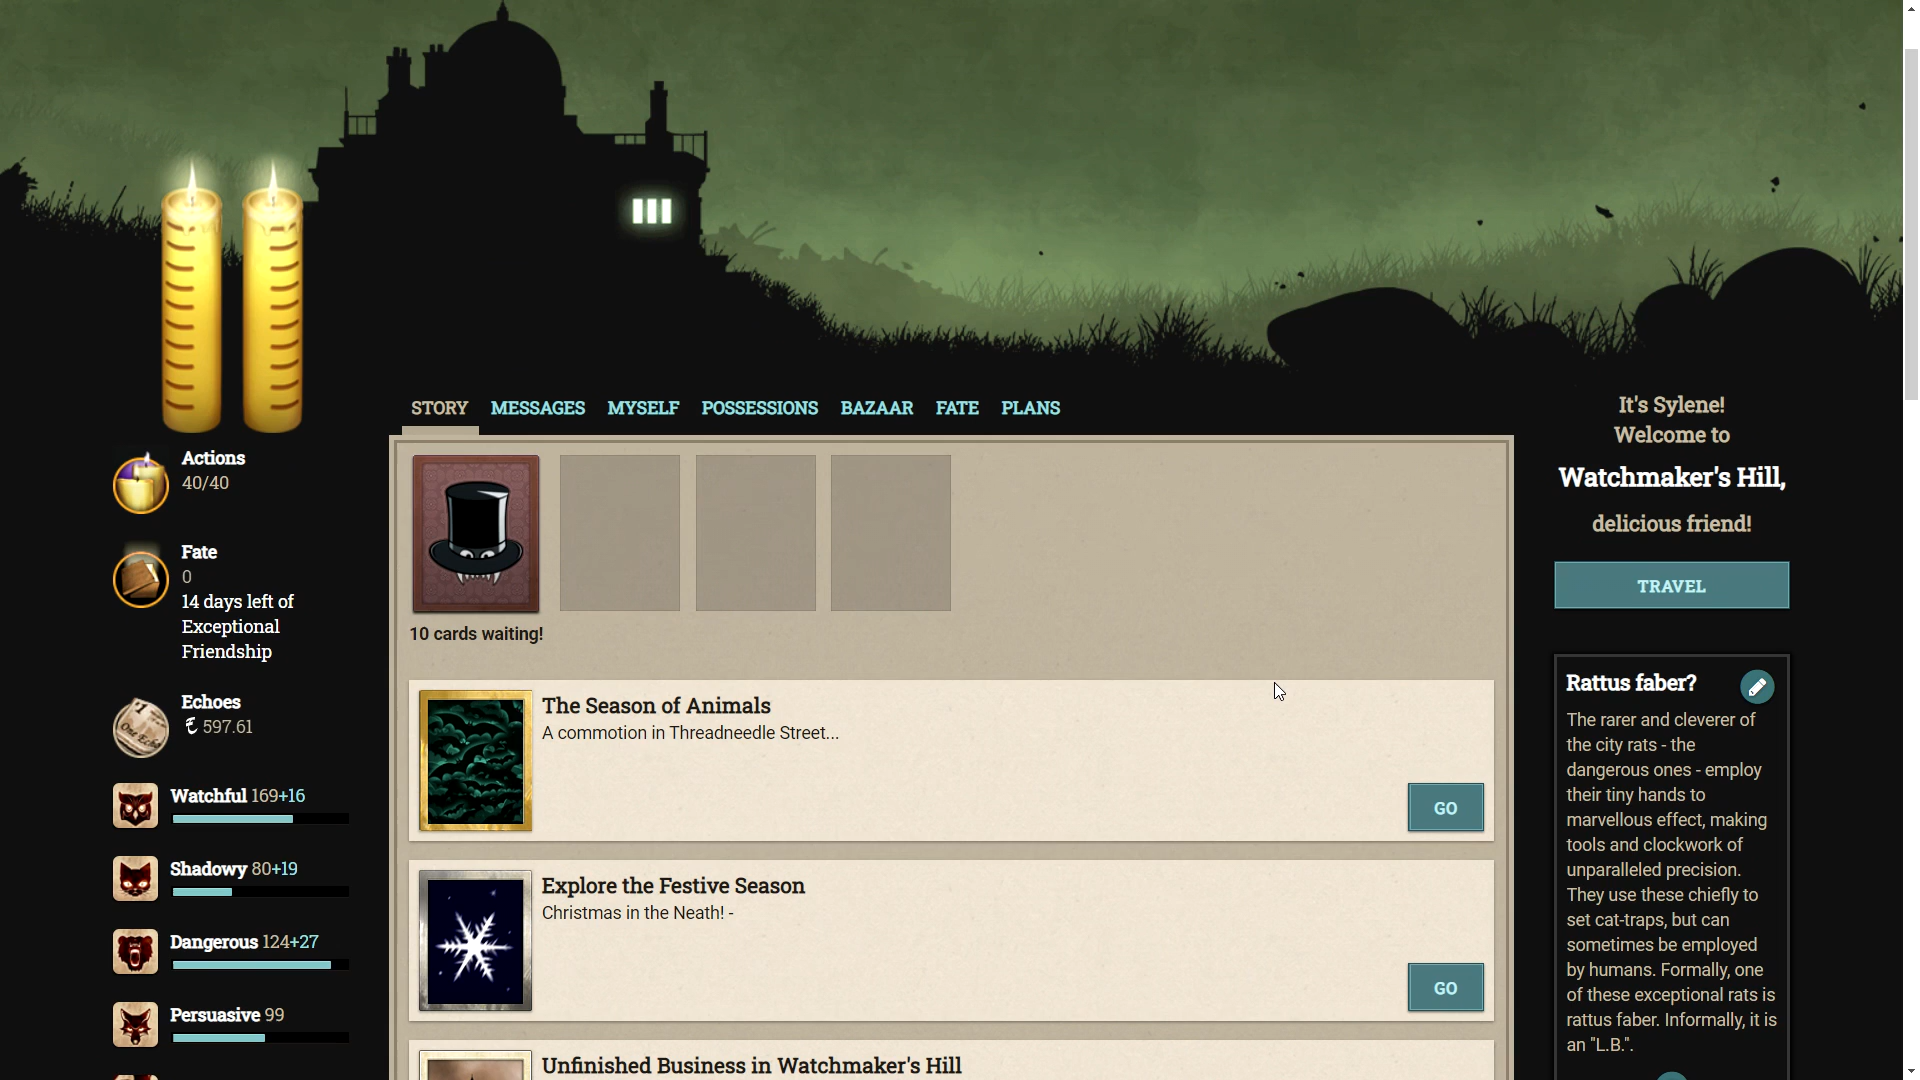 STORY MESSAGES MYSELF POSSESSIONS BAZAAR FATE PLANS
Actions
40/40
Fate
0
14 days left of
Exceptional
Friendship
Echoes
597.61
Watchful 169+16
Shadowy 80+19
Dangerous 124+27
Persuasive 99
10 cards waiting!
The Season of Animals
A commotion in Threadneedle Street...
GO
Explore the Festive Season
Christmas in the Neath! -
GO
Unfinished Business in Watchmaker's Hill
It's Sylene!
Welcome to
Watchmaker's Hill,
delicious friend!
TRAVEL
Rattus faber?
The rarer and cleverer of
the city rats - the
dangerous ones - employ
their tiny hands to
marvellous effect, making
tools and clockwork of
unparalleled precision.
They use these chiefly to
set cat-traps, but can
sometimes be employed
by humans. Formally, one
of these exceptional rats is
rattus faber. Informally, it is
an "L.B.".